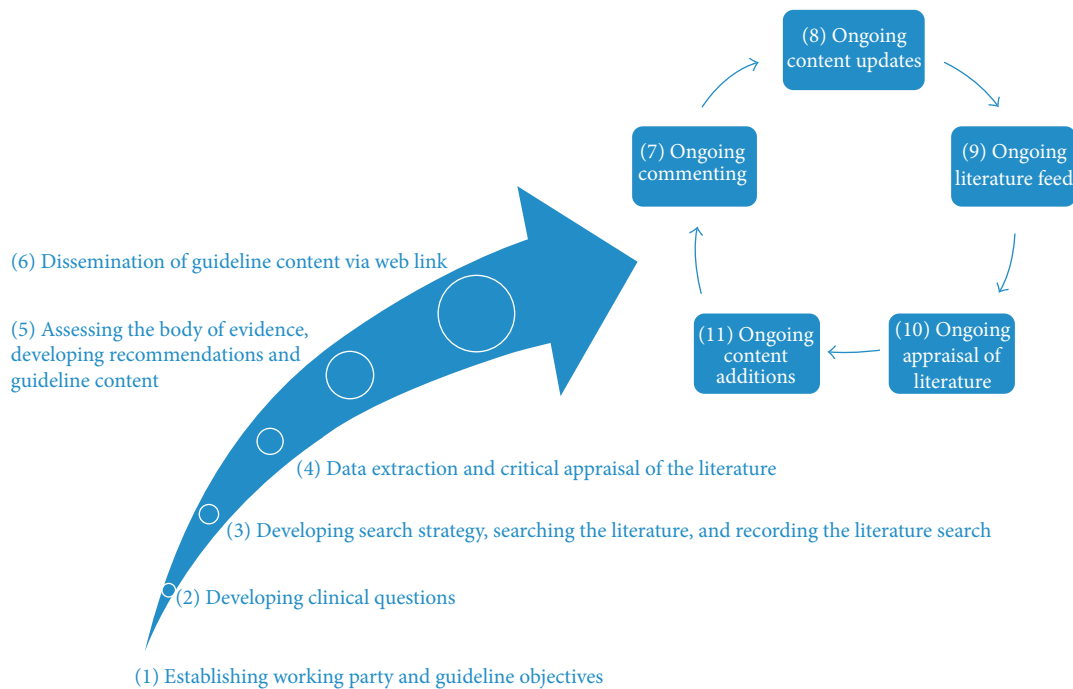 (8) Ongoing
content updates
(7) Ongoing
commenting
(9) Ongoing
literature feed
(6) Dissemination of guideline content via web link
(5) Assessing the body of evidence,
developing recommendations and
guideline content
(11) Ongoing
content
additions
(10) Ongoing
appraisal of
literature
(4) Data extraction and critical appraisal of the literature
(3) Developing search strategy, searching the literature, and recording the literature search
(2) Developing clinical questions
(1) Establishing working party and guideline objectives